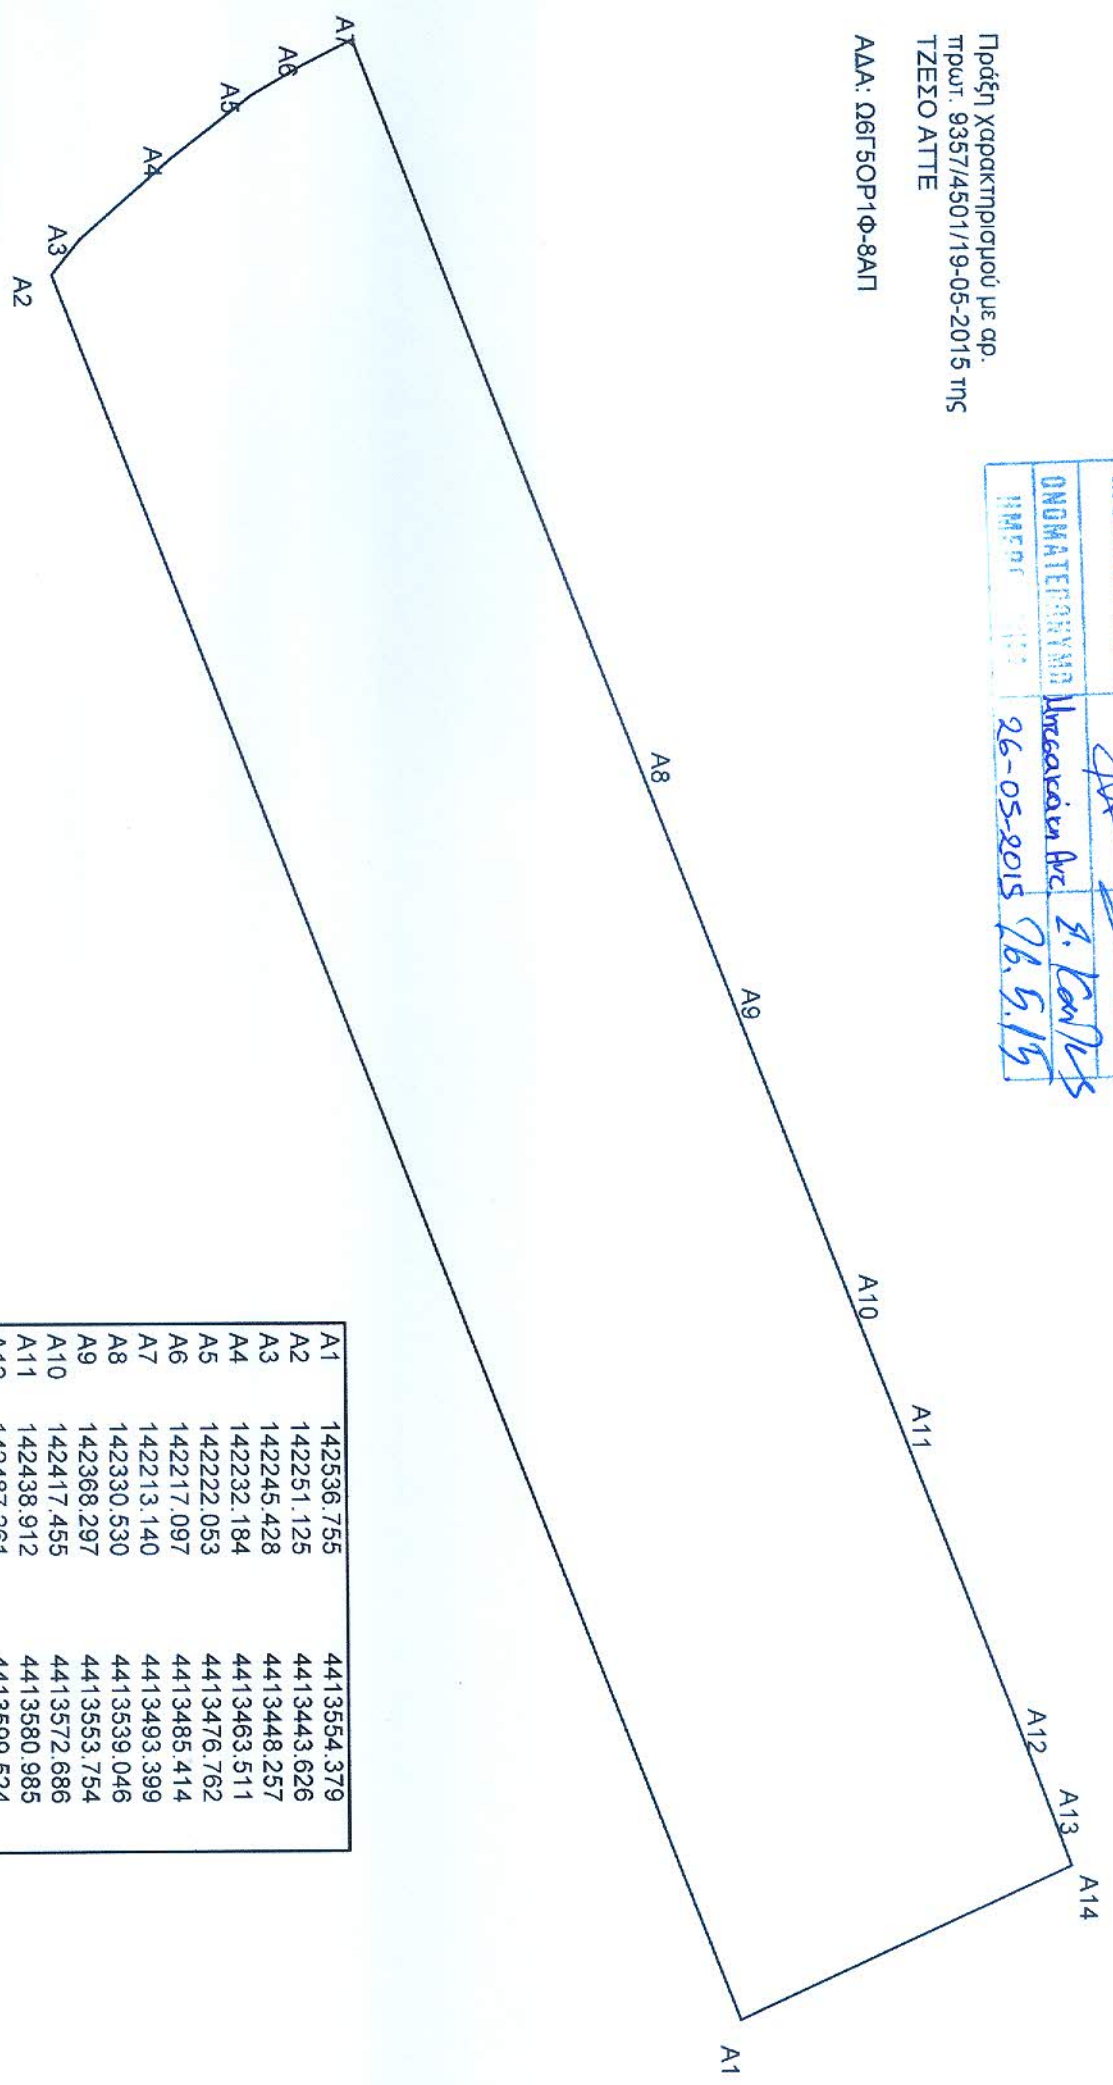 Πράξη χαρακτηρισμού με αρ.
πρωτ. 9357/4501/19-05-2015 της
ΤΖΕΣΟ ΑΤΤΕ
ΑΔΑ: Ω6Γ5ΟΡ1Φ-8ΑΠ
ΟΝΟΜΑΤΕΠΩΝΥΜΟ
26-05-2015 26.5.15
A7
A6
A5
A4
A3
A2
A8
A9
A10
A11
A12
A13
A14
A1
A1 142536.755 4413554.379
A2 142251.125 4413443.626
A3 142245.428 4413448.257
A4 142232.184 4413463.511
A5 142222.053 4413476.762
A6 142217.097 4413485.414
A7 142213.140 4413493.399
A8 142330.530 4413539.046
A9 142368.297 4413553.754
A10 142417.455 4413572.686
A11 142438.912 4413580.985